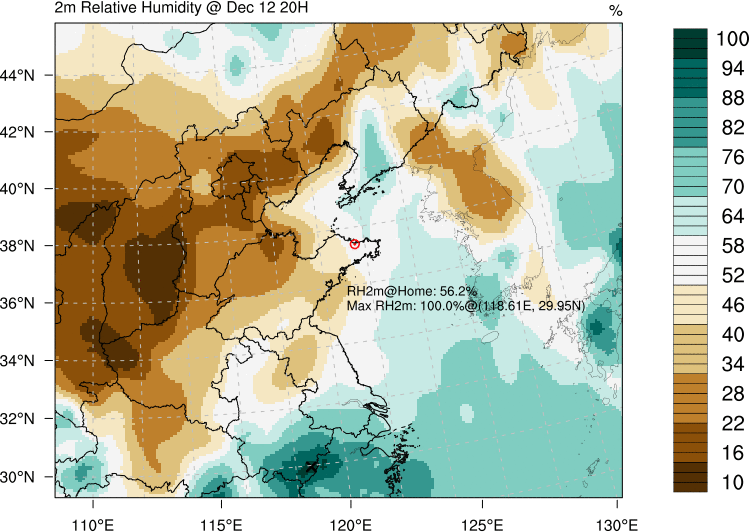 2m Relative Humidity @ Dec 12 20H
%
44°N
42°N
40°N
38°N
36°N
34°N
32°N
30°N
110°E
115°E
120°E
125°E
130°E
RH2m@Home: 56.2%
Max RH2m: 100.0%@(118.61E, 29.95N)
100
94
88
82
76
70
64
58
52
46
40
34
28
22
16
10